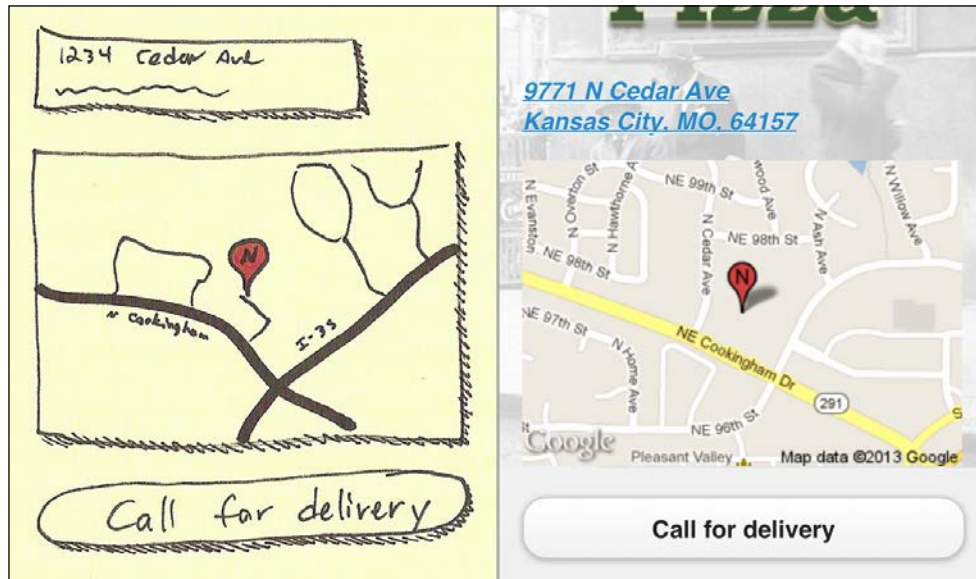 1234 Cedar Ave
N Cookingham
N
I-35
Call for delivery
Pizza
9771 N Cedar Ave
Kansas City, MO, 64157
N Evanston
N Overton St
N Hawthorne A
NE 99th St
wood Ave
N Willow Ave
N Cedar Ave
NE 98th St
N Ash Ave
NE 98th St
N
NE 97th St
N Home Ave
NE Cookingham Dr
291
NE 96th St
S
st
Google
Pleasant Valley
Map data ©2013 Google
Call for delivery